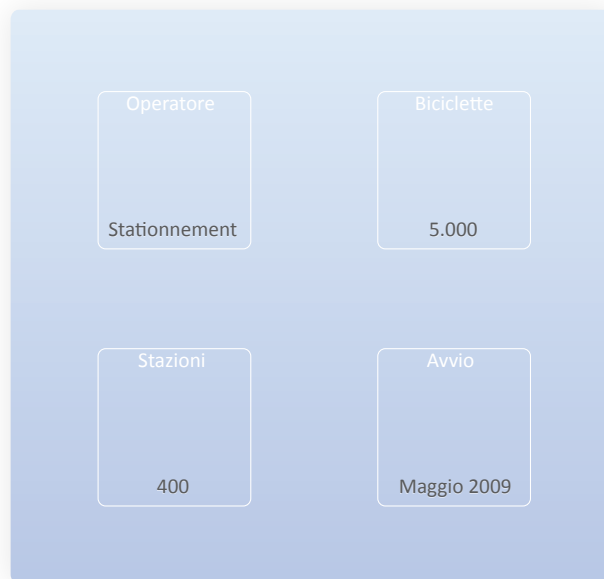 Operatore
Stationnement
Biciclette
5.000
Stazioni
400
Avvio
Maggio 2009